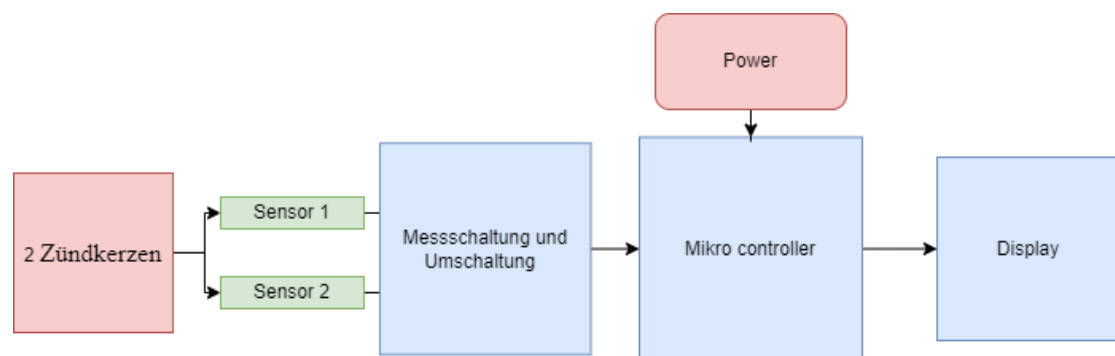 Power
2 Zündkerzen
Sensor 1
Sensor 2
Messschaltung und
Umschaltung
Mikro controller
Display